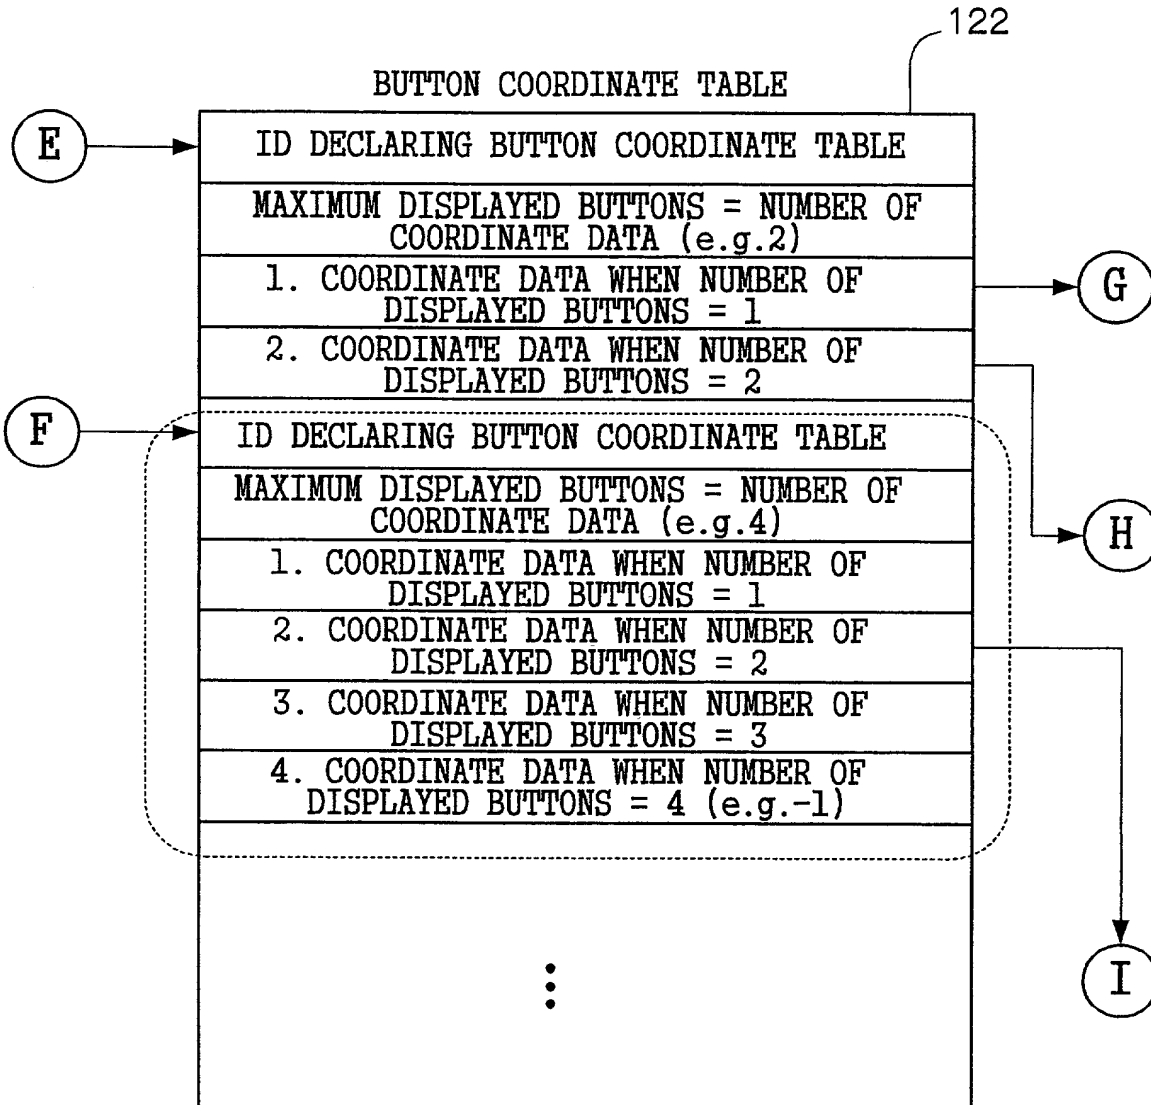 122
BUTTON COORDINATE TABLE
E
ID DECLARING BUTTON COORDINATE TABLE
MAXIMUM DISPLAYED BUTTONS = NUMBER OF
COORDINATE DATA (e.g.2)
1. COORDINATE DATA WHEN NUMBER OF
DISPLAYED BUTTONS = 1
G
2. COORDINATE DATA WHEN NUMBER OF
DISPLAYED BUTTONS = 2
F
ID DECLARING BUTTON COORDINATE TABLE
MAXIMUM DISPLAYED BUTTONS = NUMBER OF
COORDINATE DATA (e.g.4)
H
1. COORDINATE DATA WHEN NUMBER OF
DISPLAYED BUTTONS = 1
2. COORDINATE DATA WHEN NUMBER OF
DISPLAYED BUTTONS = 2
3. COORDINATE DATA WHEN NUMBER OF
DISPLAYED BUTTONS = 3
4. COORDINATE DATA WHEN NUMBER OF
DISPLAYED BUTTONS = 4 (e.g.-1)
I